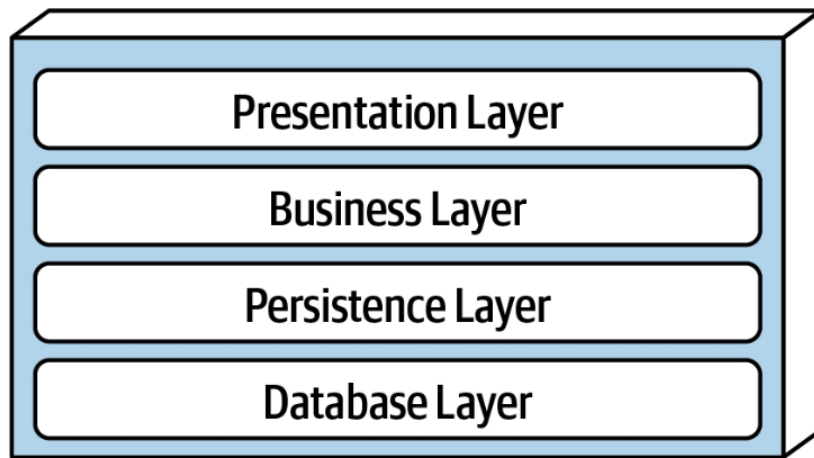 Presentation Layer
Business Layer
Persistence Layer
Database Layer